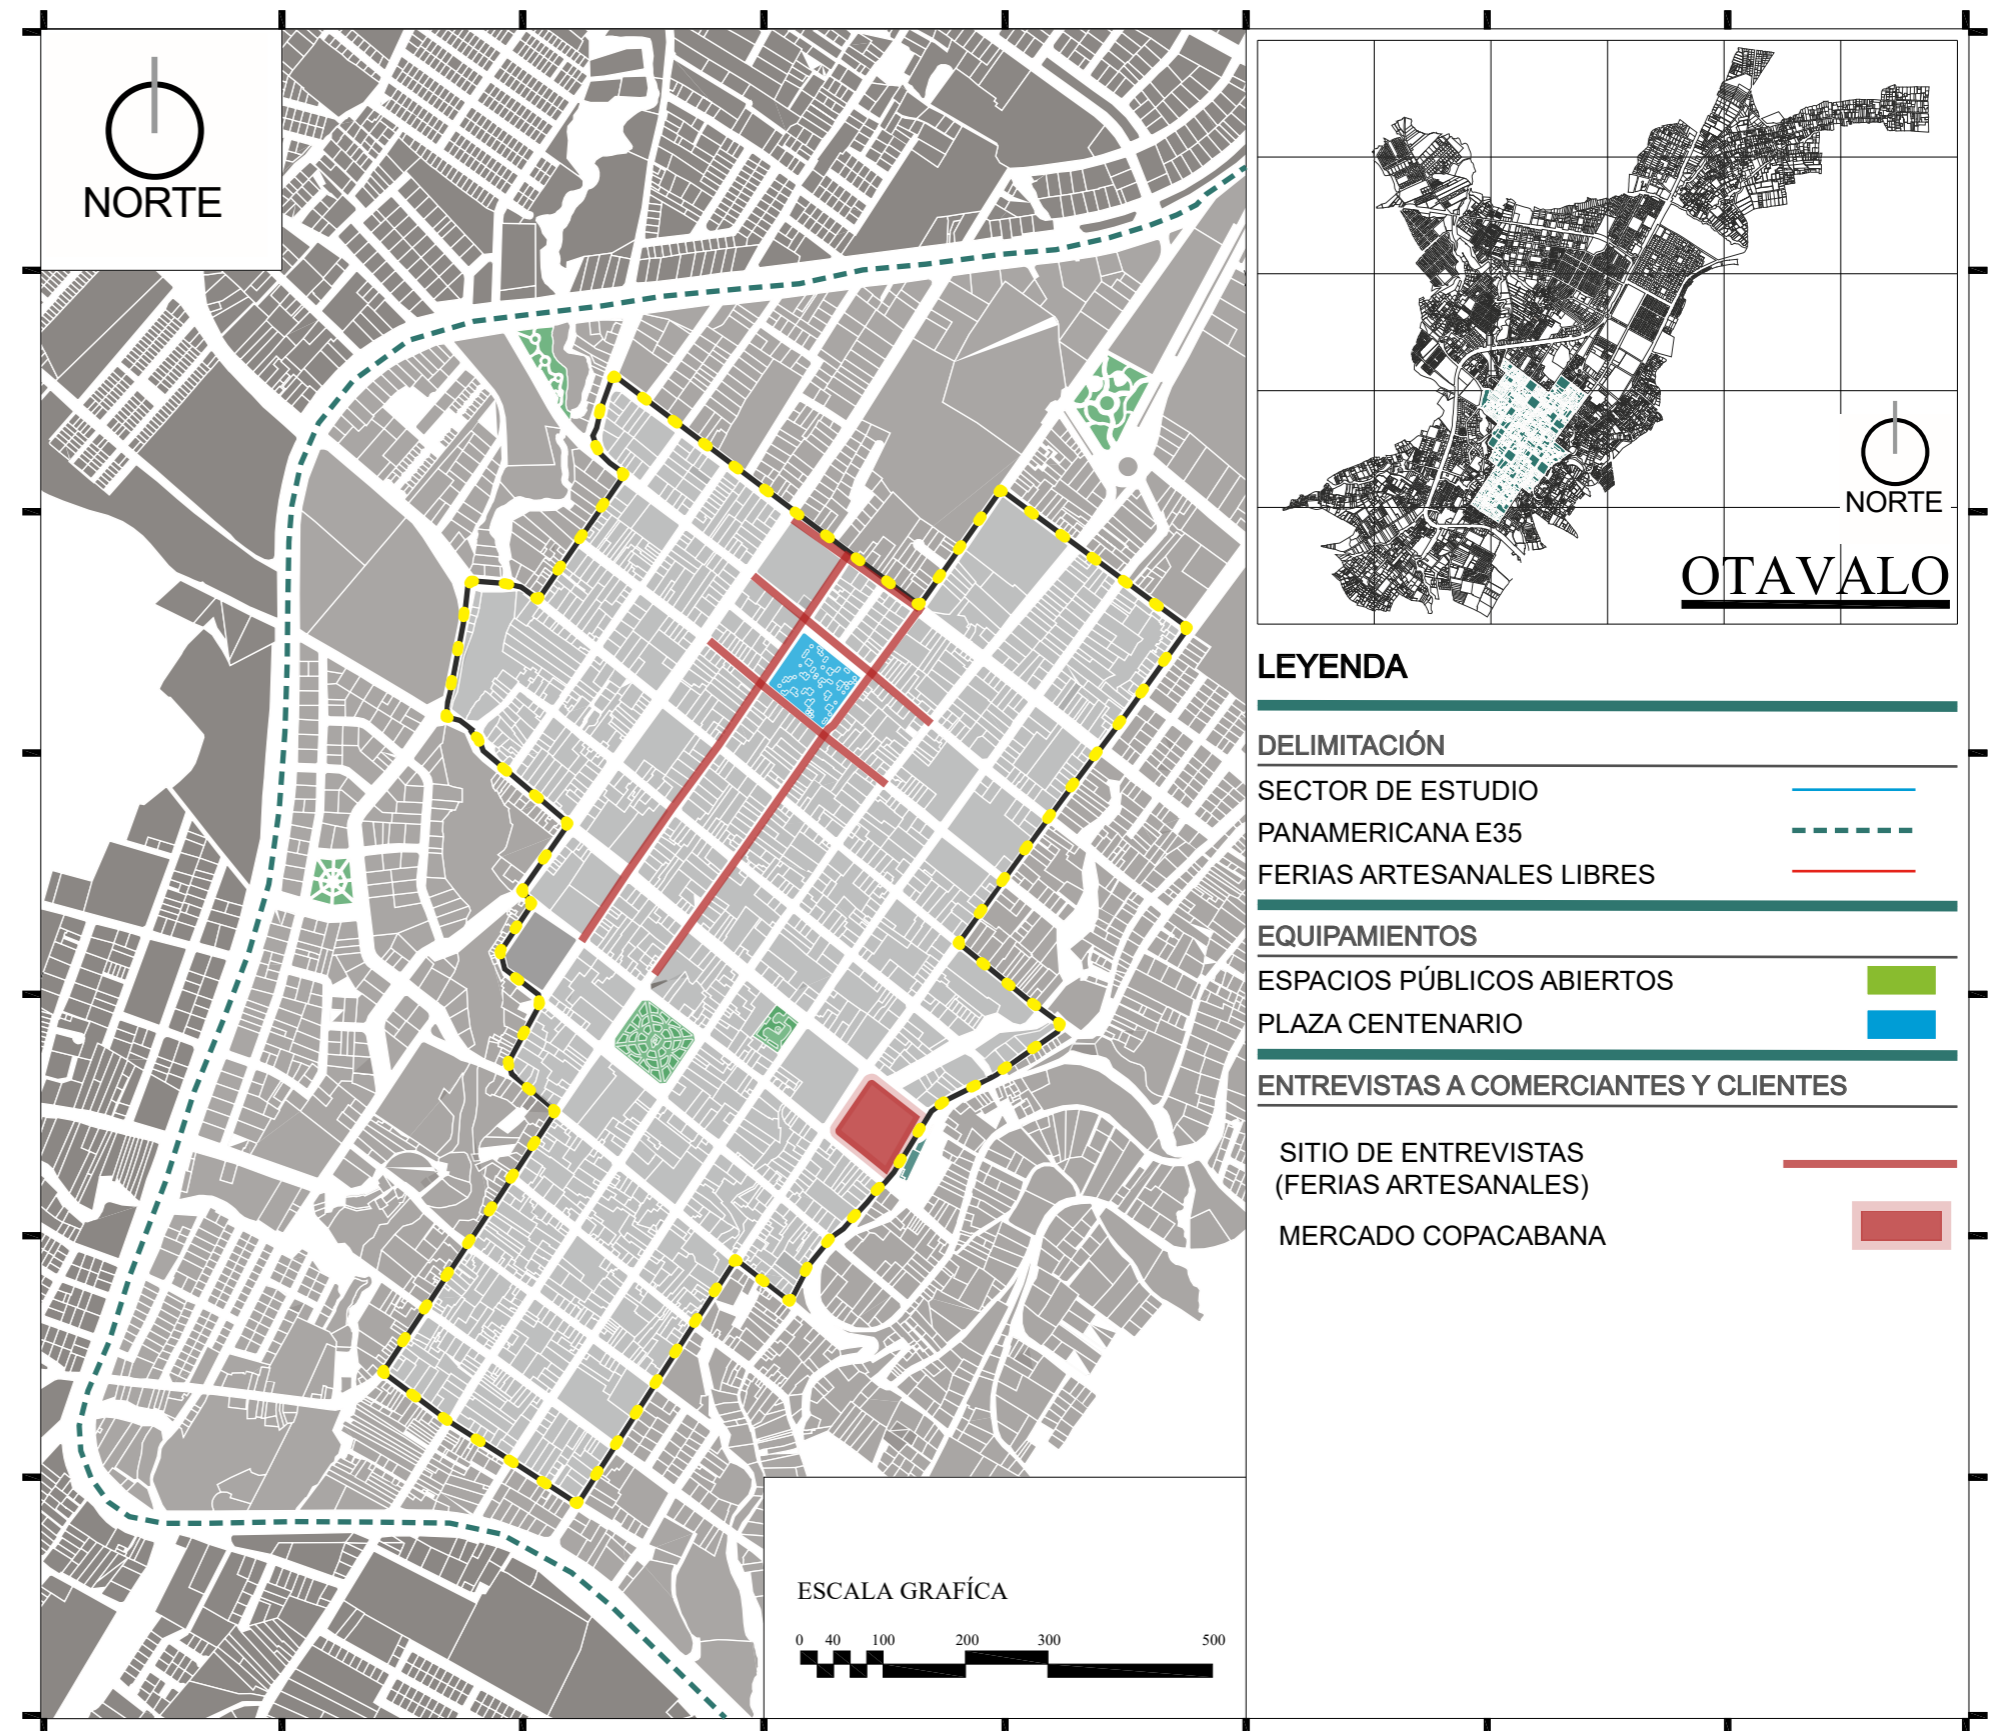 NORTE
NORTE
OTAVALO
LEYENDA
DELIMITACIÓN
SECTOR DE ESTUDIO
PANAMERICANA E35
FERIAS ARTESANALES LIBRES
EQUIPAMIENTOS
ESPACIOS PÚBLICOS ABIERTOS
PLAZA CENTENARIO
ENTREVISTAS A COMERCIANTES Y CLIENTES
SITIO DE ENTREVISTAS
(FERIAS ARTESANALES)
MERCADO COPACABANA
ESCALA GRAFÍCA
0 40 100 200 300 500